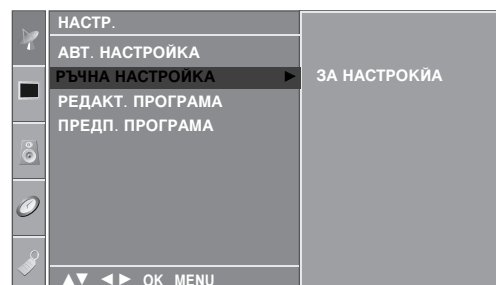 НАСТР.
АВТ. НАСТРОЙКА
РЪЧНА НАСТРОЙКА ►
ЗА НАСТРОКЙА
РЕДАКТ. ПРОГРАМА
ПРЕДП. ПРОГРАМА
▲▼ ◄► OK MENU